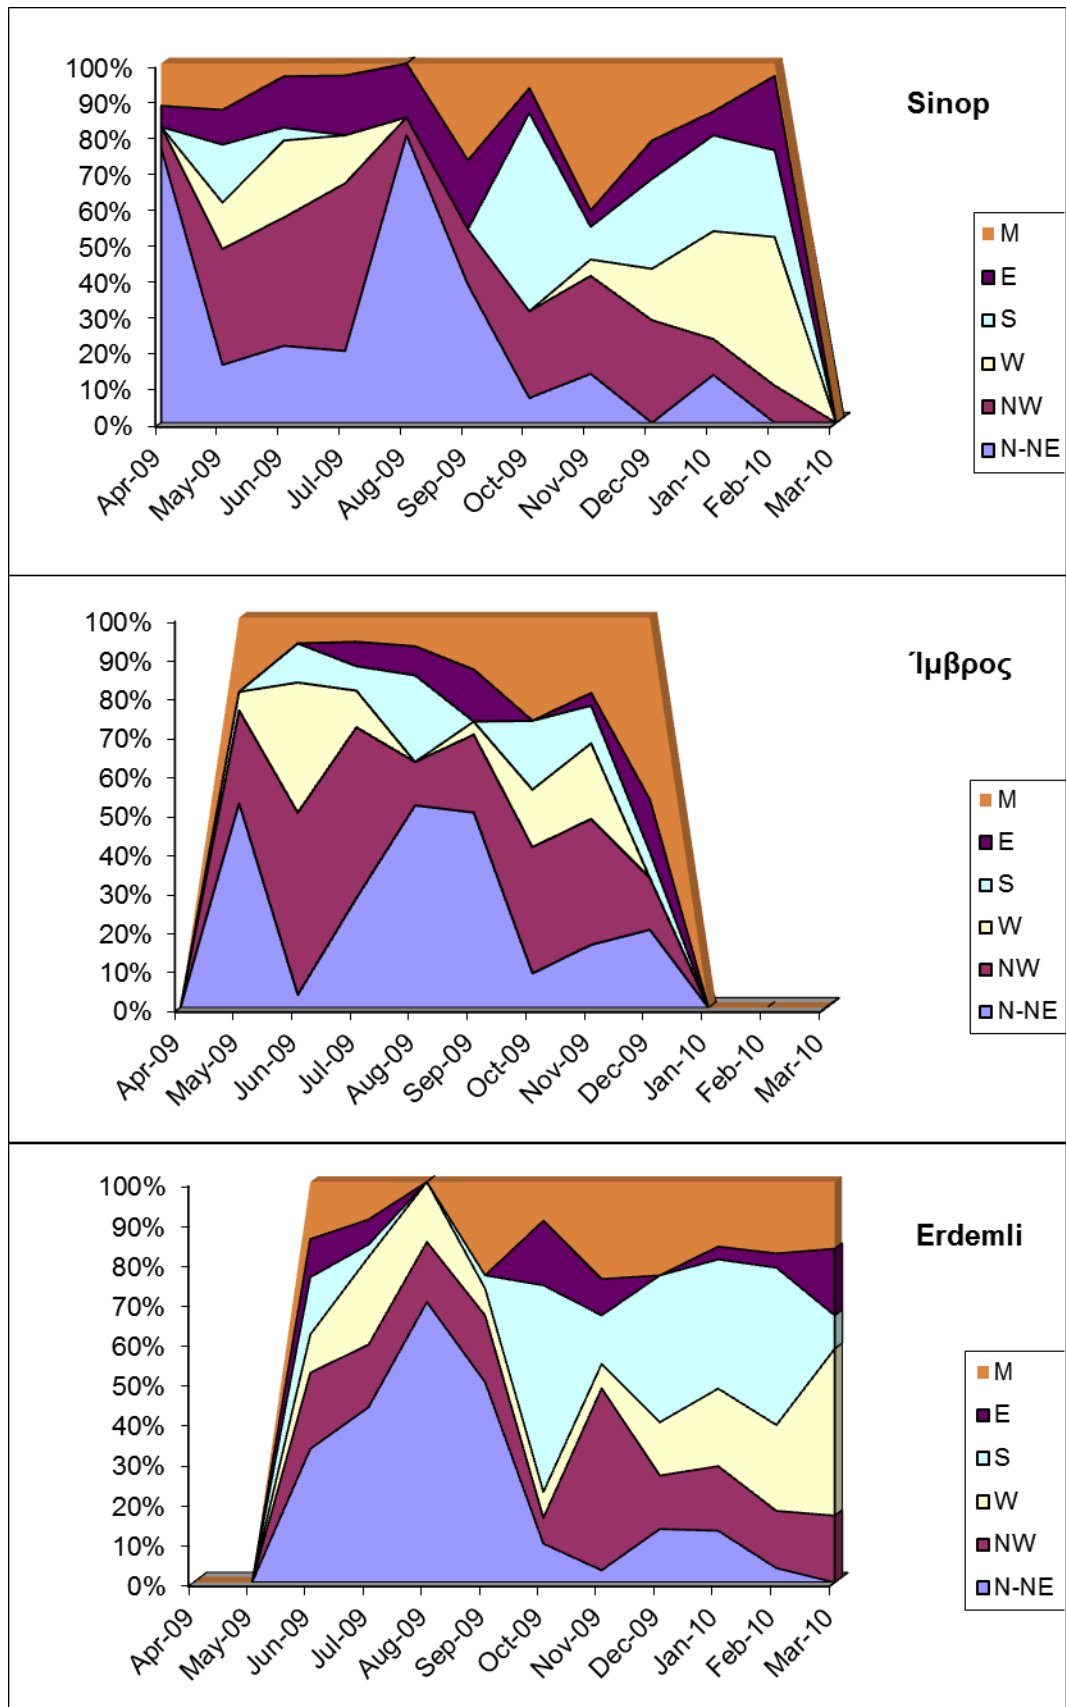 Sinop
100%
90%
80%
70%
60%
50%
40%
30%
20%
10%
0%
Apr-09
May-09
Jun-09
Jul-09
Aug-09
Sep-09
Oct-09
Nov-09
Dec-09
Jan-10
Feb-10
Mar-10
M
E
S
W
NW
N-NE
Ίμβρος
100%
90%
80%
70%
60%
50%
40%
30%
20%
10%
0%
Apr-09
May-09
Jun-09
Jul-09
Aug-09
Sep-09
Oct-09
Nov-09
Dec-09
Jan-10
Feb-10
Mar-10
M
E
S
W
NW
N-NE
Erdemli
100%
90%
80%
70%
60%
50%
40%
30%
20%
10%
0%
Apr-09
May-09
Jun-09
Jul-09
Aug-09
Sep-09
Oct-09
Nov-09
Dec-09
Jan-10
Feb-10
Mar-10
M
E
S
W
NW
N-NE